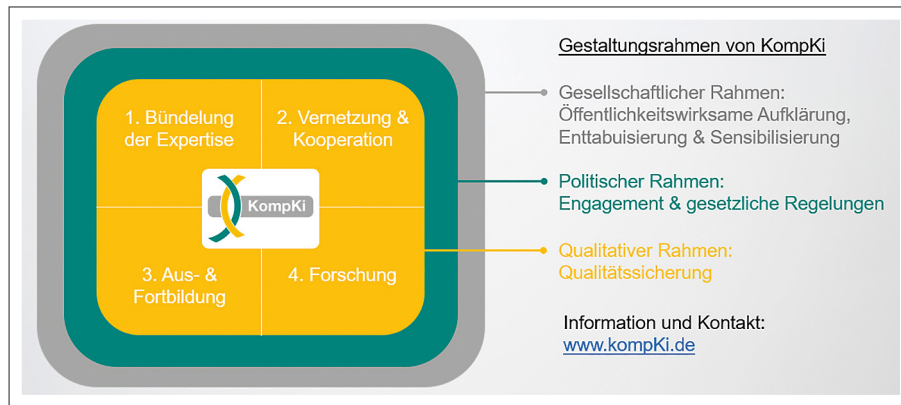 1. Bündelung
der Expertise
2. Vernetzung &
Kooperation
KompKi
3. Aus- &
Fortbildung
4. Forschung
Gestaltungsrahmen von KompKi
Gesellschaftlicher Rahmen:
Öffentlichkeitswirksame Aufklärung,
Enttabuisierung & Sensibilisierung
Politischer Rahmen:
Engagement & gesetzliche Regelungen
Qualitativer Rahmen:
Qualitätssicherung
Information und Kontakt:
www.kompKi.de